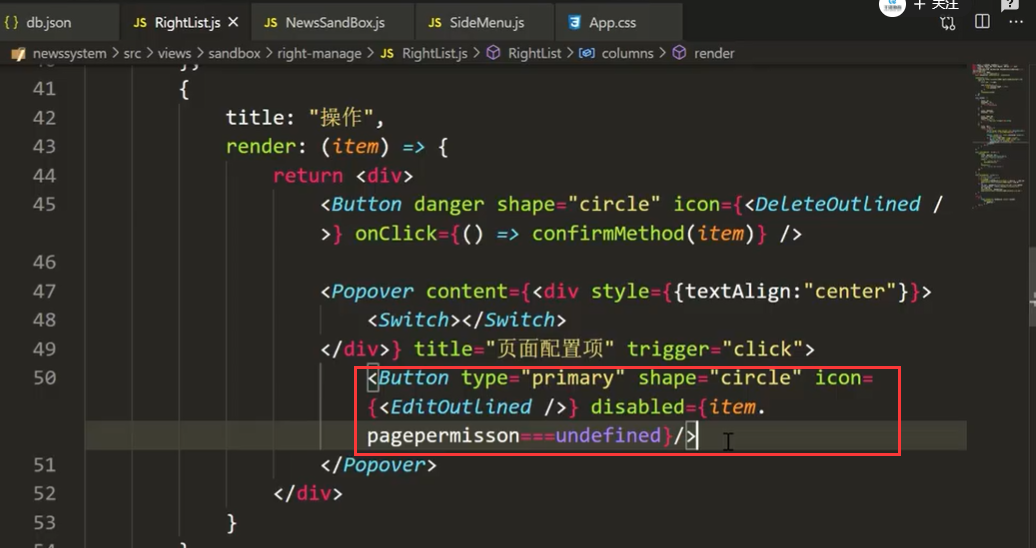 db.json JS RightList.js JS NewsSandBox.js JS SideMenu.js App.css
+ 关注
newssystem > src > views > sandbox > right-manage > JS RightList.js > RightList > columns > render
41 {
42 title: "操作",
43 render: (item) => {
44 return <div>
45 <Button danger shape="circle" icon={<DeleteOutlined /
>} onClick={() => confirmMethod(item)} />
46
47 <Popover content={<div style={{textAlign:"center"}}>
48 <Switch></Switch>
49 </div>} title="页面配置项" trigger="click">
50 <Button type="primary" shape="circle" icon=
{<EditOutlined />} disabled={item.
pagepermisson===undefined}/>
51 </Popover>
52 </div>
53 }